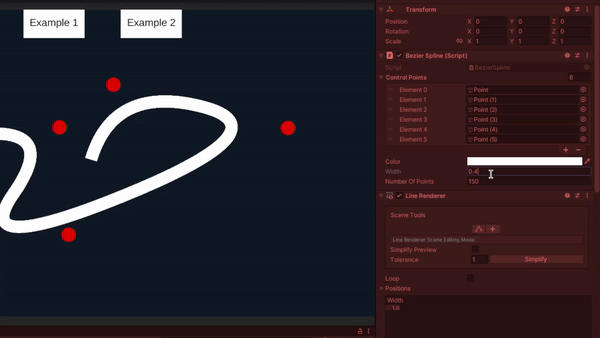 Example 1
Example 2
Transform
Position X 0 Y 0 Z 0
Rotation X 0 Y 0 Z 0
Scale X 1 Y 1 Z 1
Bezier Spline (Script)
Script BezierSpline
Control Points 6
Element 0 Point
Element 1 Point (1)
Element 2 Point (2)
Element 3 Point (3)
Element 4 Point (4)
Element 5 Point (5)
Color
Width 0.4
Number Of Points 150
Line Renderer
Scene Tools
Line Renderer Scene Editing Mode:
Simplify Preview
Tolerance 1 Simplify
Loop
Positions
Width
1.0